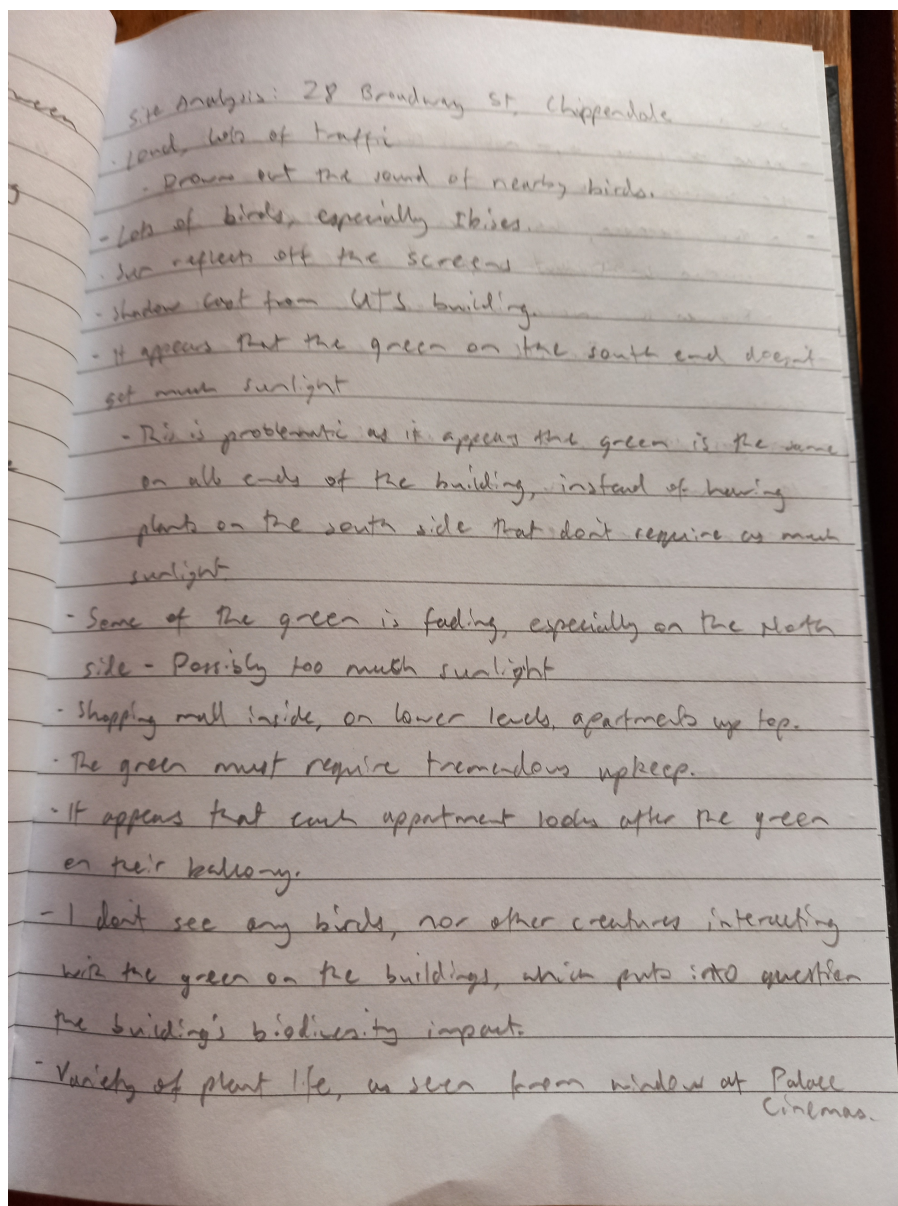 Site Analysis: 28 Broadway St, Chippendale
· Loud, lots of traffic
- Drowns out the sound of nearby birds.
- Lots of birds, especially Ibises.
· Sun reflects off the screens
- Shadows cast from UTS building.
- It appears that the green on the south end doesn't
get much sunlight
- This is problematic as it appears the green is the same
on all ends of the building, instead of having
plants on the south side that don't require as much
sunlight.
- Some of the green is fading, especially on the North
side - Possibly too much sunlight
- Shopping mall inside, on lower levels, apartments up top.
· The green must require tremendous upkeep.
· It appears that each appartment looks after the green
on their balcony.
- I don't see any birds, nor other creatures interacting
with the green on the buildings, which puts into question
the building's biodiversity impact.
- Variety of plant life, as seen from window at Palace
Cinemas.
een